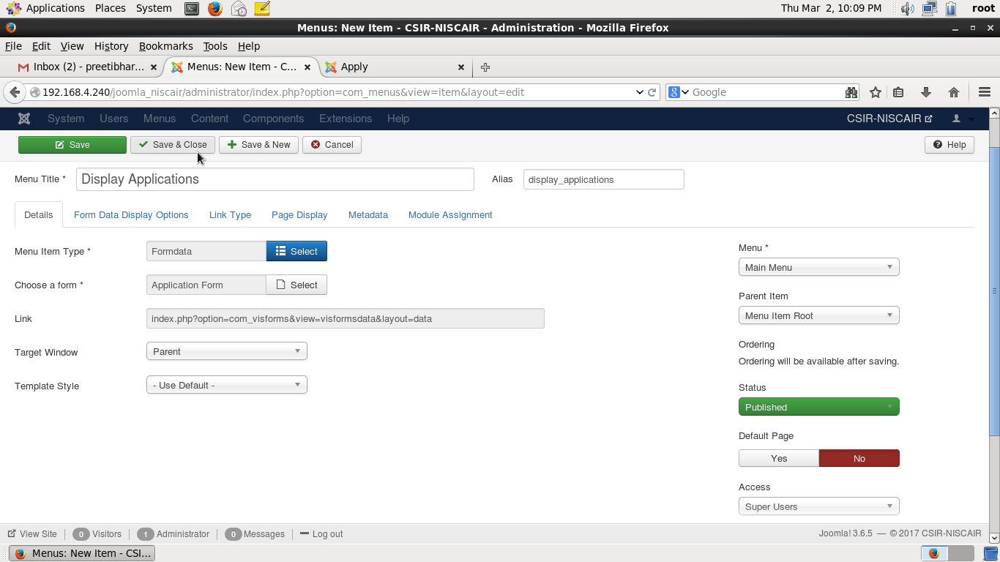 Applications Places System Thu Mar 2, 10:09 PM root
Menus: New Item - CSIR-NISCAIR - Administration - Mozilla Firefox
File Edit View History Bookmarks Tools Help
Inbox (2) - preetibhar... Menus: New Item - C... Apply
192.168.4.240/joomla_niscair/administrator/index.php?option=com_menus&view=item&layout=edit Google
System Users Menus Content Components Extensions Help CSIR-NISCAIR
Save Save & Close Save & New Cancel Help
Menu Title * Display Applications Alias display_applications
Details Form Data Display Options Link Type Page Display Metadata Module Assignment
Menu Item Type * Formdata Select
Menu *
Main Menu
Choose a form * Application Form Select
Parent Item
Link index.php?option=com_visforms&view=visformsdata&layout=data
Menu Item Root
Ordering
Target Window Parent
Ordering will be available after saving.
Template Style - Use Default -
Status
Published
Default Page
Yes No
Access
Super Users
View Site 0 Visitors 1 Administrator 0 Messages Log out Joomla! 3.6.5 — © 2017 CSIR-NISCAIR
Menus: New Item - CSI...